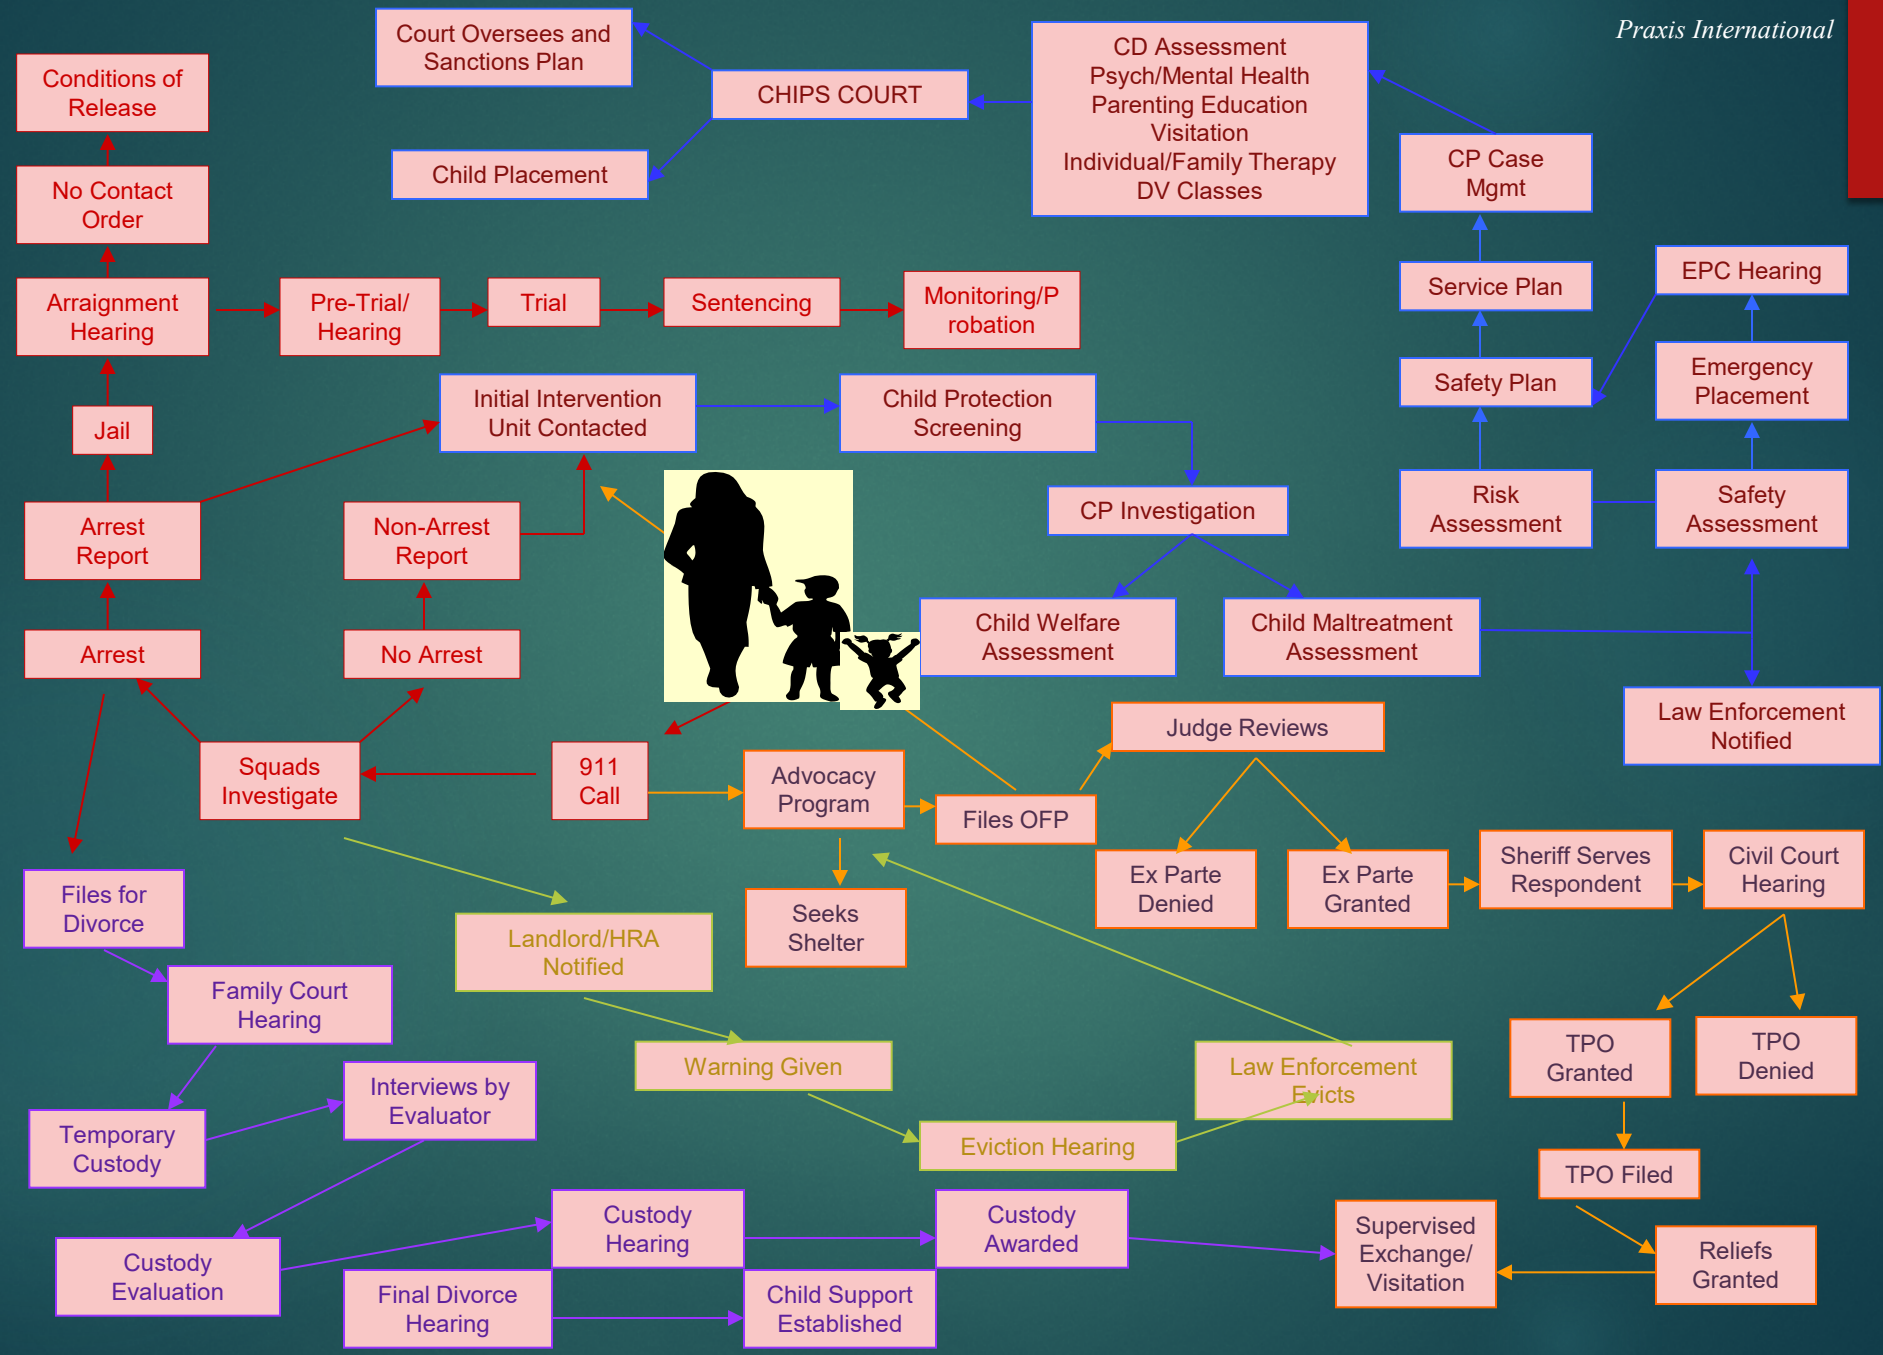 Praxis International
Court Oversees and
Sanctions Plan
CD Assessment
Psych/Mental Health
Parenting Education
Visitation
Individual/Family Therapy
DV Classes
Conditions of
Release
CHIPS COURT
Child Placement
CP Case
Mgmt
No Contact
Order
Service Plan
EPC Hearing
Arraignment
Hearing
Pre-Trial/
Hearing
Trial
Sentencing
Monitoring/P
robation
Safety Plan
Emergency
Placement
Jail
Initial Intervention
Unit Contacted
Child Protection
Screening
Arrest
Report
Non-Arrest
Report
CP Investigation
Risk
Assessment
Safety
Assessment
Arrest
No Arrest
Child Welfare
Assessment
Child Maltreatment
Assessment
Law Enforcement
Notified
Judge Reviews
Squads
Investigate
911
Call
Advocacy
Program
Files OFP
Ex Parte
Denied
Ex Parte
Granted
Sheriff Serves
Respondent
Civil Court
Hearing
Files for
Divorce
Landlord/HRA
Notified
Seeks
Shelter
Family Court
Hearing
Warning Given
Law Enforcement
Evicts
TPO
Granted
TPO
Denied
Temporary
Custody
Interviews by
Evaluator
Eviction Hearing
TPO Filed
Custody
Evaluation
Custody
Hearing
Custody
Awarded
Supervised
Exchange/
Visitation
Reliefs
Granted
Final Divorce
Hearing
Child Support
Established